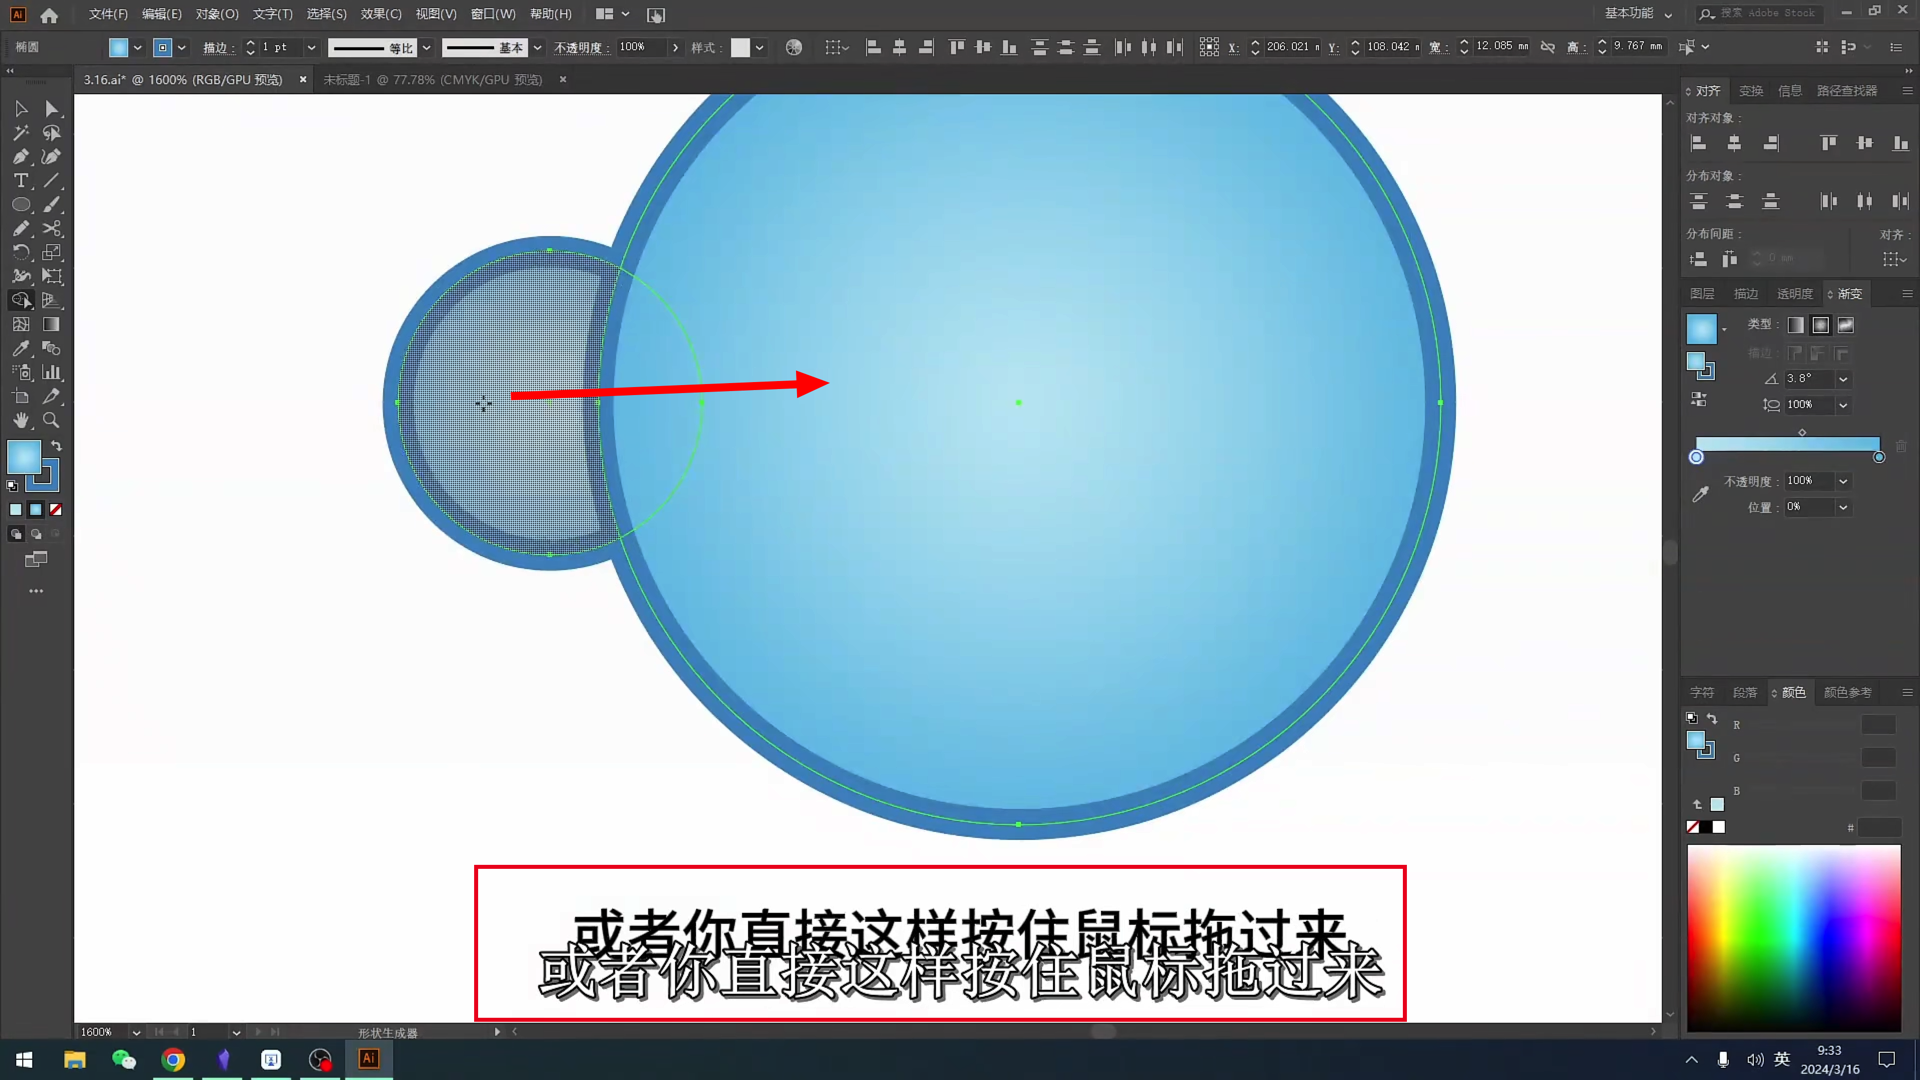 文件(F) 编辑(E) 对象(O) 文字(T) 选择(S) 效果(C) 视图(V) 窗口(W) 帮助(H)
基本功能
搜索 Adobe Stock
椭圆
描边: 1 pt
等比
基本
不透明度: 100%
样式:
X: 206.021 m
Y: 108.042 m
宽: 12.085 mm
高: 9.767 mm
3.16.ai* @ 1600% (RGB/GPU 预览)
未标题-1 @ 77.78% (CMYK/GPU 预览)
对齐 变换 信息 路径查找器
对齐对象:
分布对象:
分布间距:
对齐:
0 mm
图层 描边 透明度 渐变
类型:
描边:
3.8°
100%
不透明度: 100%
位置: 0%
字符 段落 颜色 颜色参考
R
G
B
#
或者你直接这样按住鼠标拖过来
或者你直接这样按住鼠标拖过来
1600%
1
形状生成器
Ai
英
9:33
2024/3/16